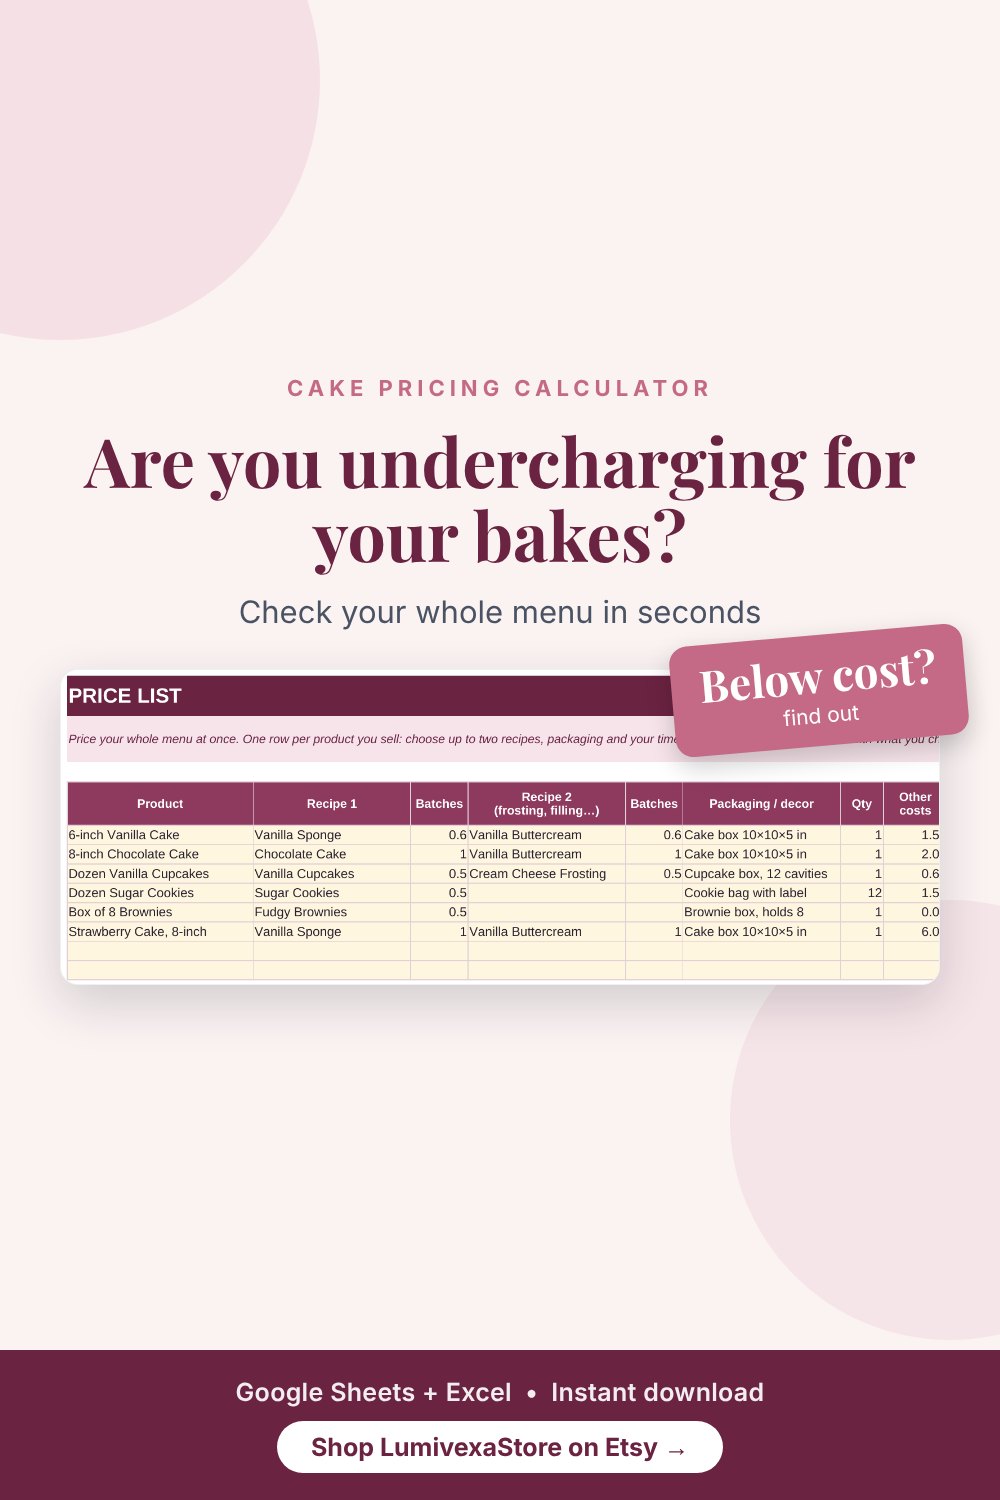 CAKE PRICING CALCULATOR
Are you undercharging for
your bakes?
Check your whole menu in seconds
Below cost?
find out
PRICE LIST
Price your whole menu at once. One row per product you sell: choose up to two recipes, packaging and your what you
Product Recipe 1 Batches Recipe 2 (frosting, filling...) Batches Packaging / decor Qty Other costs
6-inch Vanilla Cake Vanilla Sponge 0.6 Vanilla Buttercream 0.6 Cake box 10×10×5 in 1 1.5
8-inch Chocolate Cake Chocolate Cake 1 Vanilla Buttercream 1 Cake box 10×10×5 in 1 2.0
Dozen Vanilla Cupcakes Vanilla Cupcakes 0.5 Cream Cheese Frosting 0.5 Cupcake box, 12 cavities 1 0.6
Dozen Sugar Cookies Sugar Cookies 0.5 Cookie bag with label 12 1.5
Box of 8 Brownies Fudgy Brownies 0.5 Brownie box, holds 8 1 0.0
Strawberry Cake, 8-inch Vanilla Sponge 1 Vanilla Buttercream 1 Cake box 10×10×5 in 1 6.0
Google Sheets + Excel • Instant download
Shop LumivexaStore on Etsy →